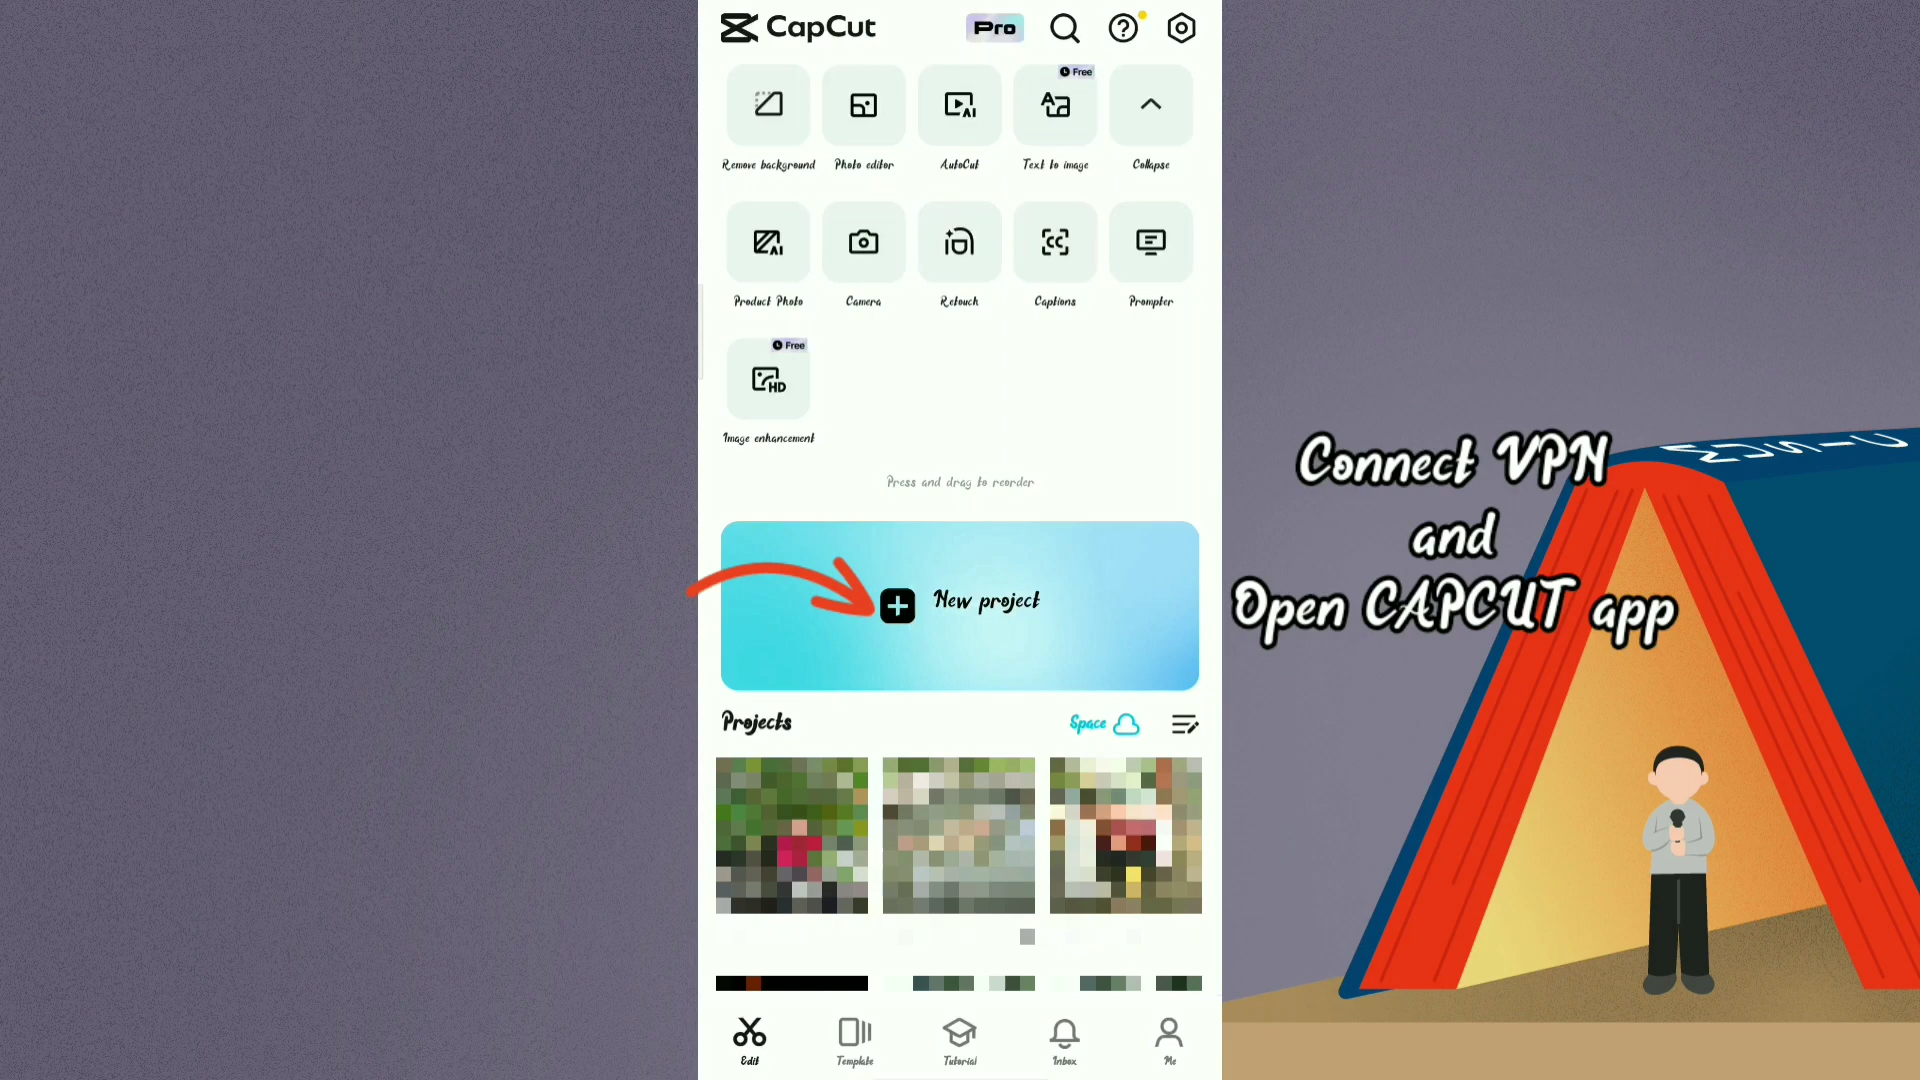 CapCut
Pro
Free
Remove background
Photo editor
AutoCut
Text to image
Collapse
Product Photo
Camera
Retouch
Captions
Prompter
Free
Image enhancement
Press and drag to reorder
New project
Projects
Space
Edit
Template
Tutorial
Inbox
Me
Connect VPN
and
Open CAPCUT app
MUSIC